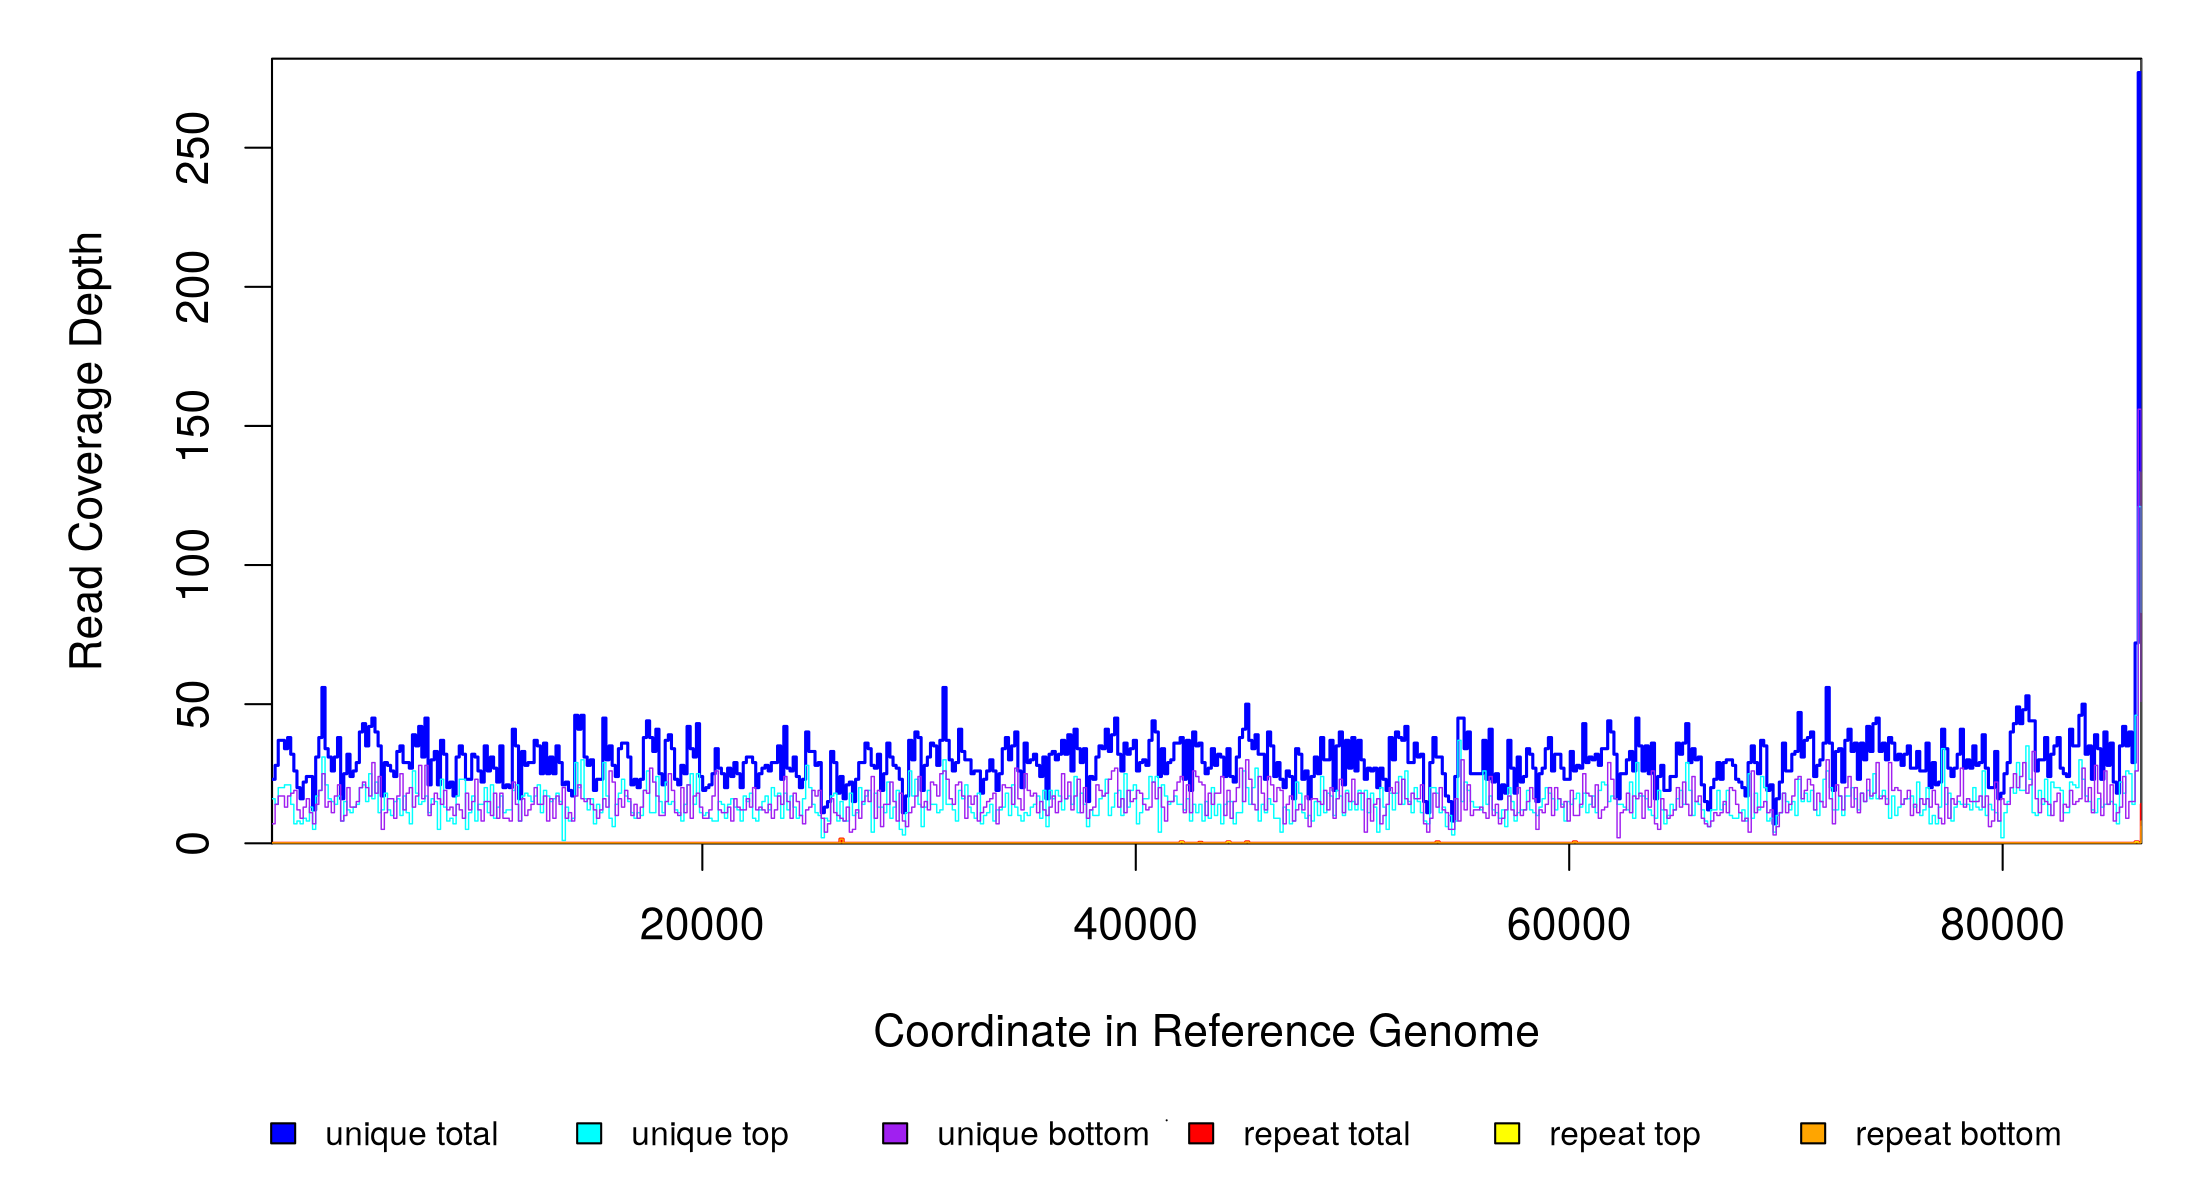 Read Coverage Depth
250
200
150
100
50
0
20000 40000 60000 80000
Coordinate in Reference Genome
unique total unique top unique bottom repeat total repeat top repeat bottom